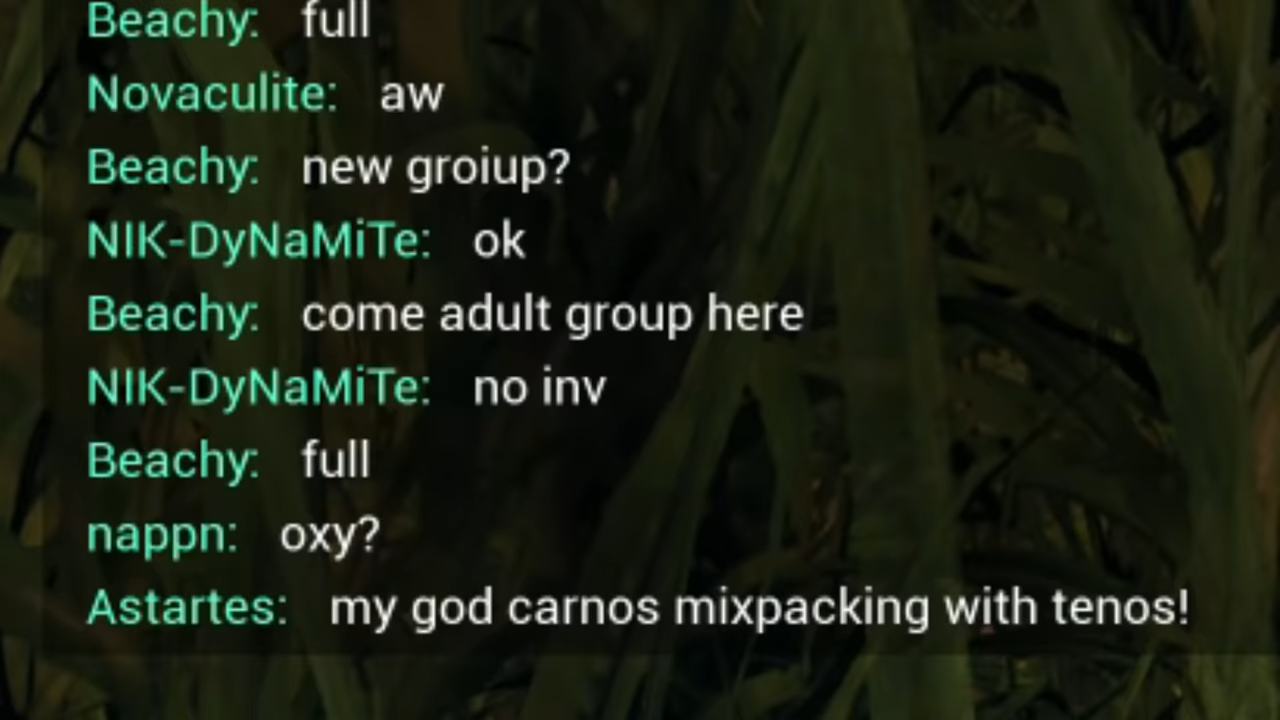 Beachy: full
Novaculite: aw
Beachy: new groiup?
NIK-DyNaMiTe: ok
Beachy: come adult group here
NIK-DyNaMiTe: no inv
Beachy: full
nappn: oxy?
Astartes: my god carnos mixpacking with tenos!